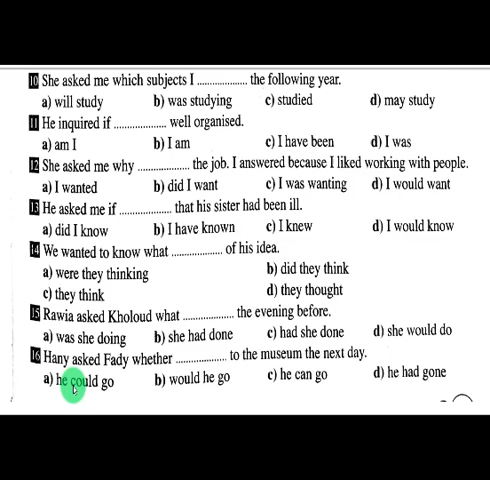 10 She asked me which subjects I .................... the following year.
a) will study b) was studying c) studied d) may study
11 He inquired if .................... well organised.
a) am I b) I am c) I have been d) I was
12 She asked me why .................... the job. I answered because I liked working with people.
a) I wanted b) did I want c) I was wanting d) I would want
13 He asked me if .................... that his sister had been ill.
a) did I know b) I have known c) I knew d) I would know
14 We wanted to know what .................... of his idea.
a) were they thinking b) did they think
c) they think d) they thought
15 Rawia asked Kholoud what .................... the evening before.
a) was she doing b) she had done c) had she done d) she would do
16 Hany asked Fady whether .................... to the museum the next day.
a) he could go b) would he go c) he can go d) he had gone